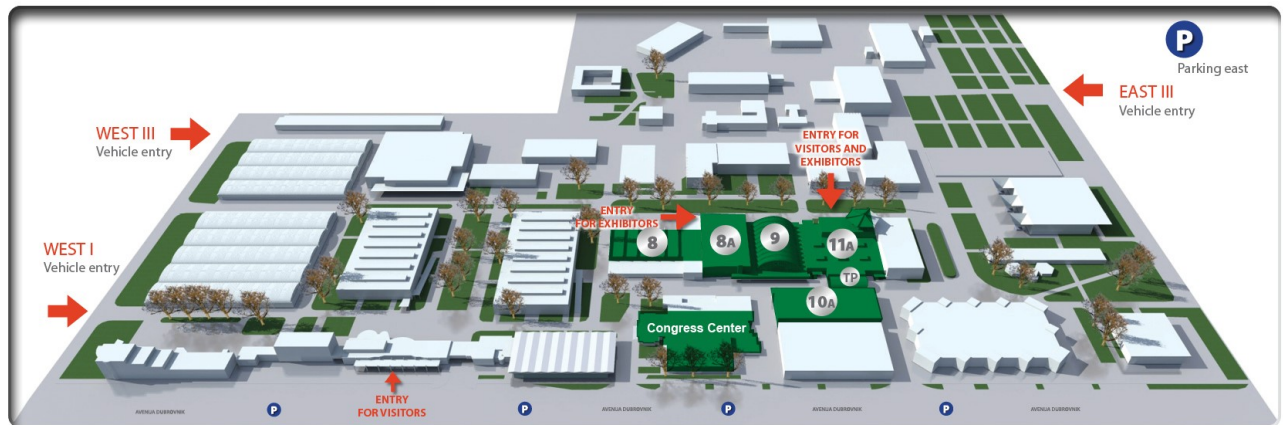 P
Parking east
EAST III
Vehicle entry
WEST III
Vehicle entry
ENTRY FOR
VISITORS AND
EXHIBITORS
ENTRY
FOR EXHIBITORS
8
8A
9
11A
TP
10A
WEST I
Vehicle entry
Congress Center
ENTRY
FOR VISITORS
AVENIJA DUBROVNIK
P
P
AVENIJA DUBROVNIK
P
AVENIJA DUBROVNIK
P
AVENIJA DUBROVNIK